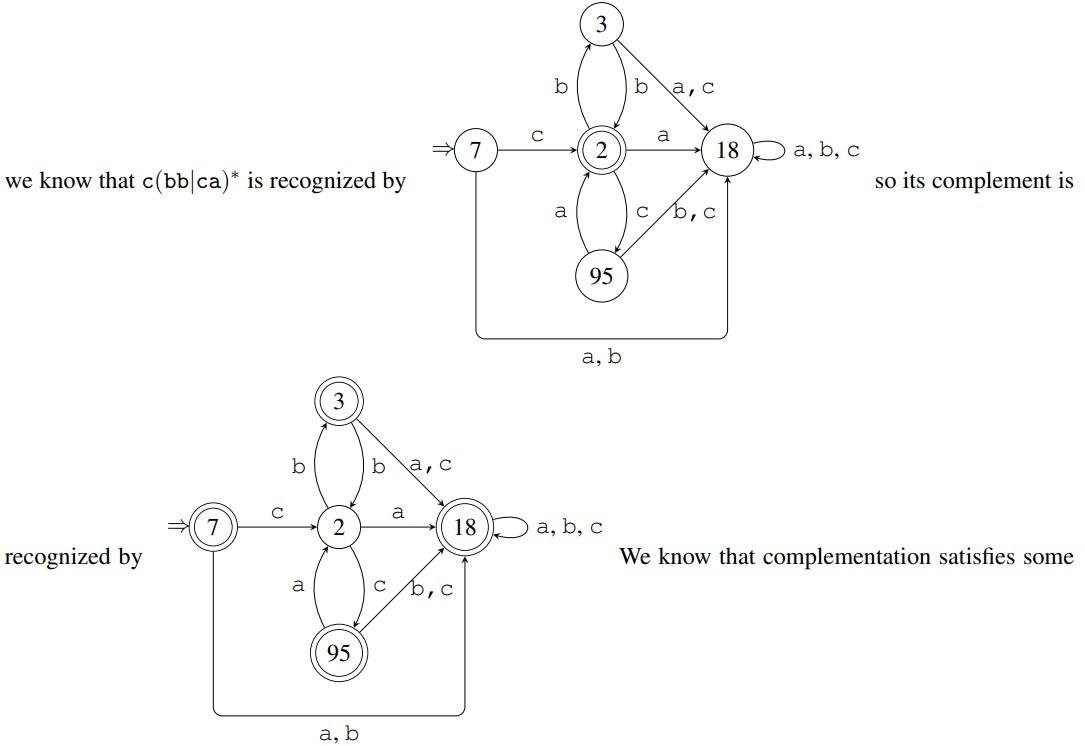 3
b b a, c
⇒ 7 c 2 a 18 a, b, c
we know that c(bb|ca)* is recognized by so its complement is
a c b, c
95
a, b
3
b b a, c
⇒ 7 c 2 a 18 a, b, c
recognized by We know that complementation satisfies some
a c b, c
95
a, b